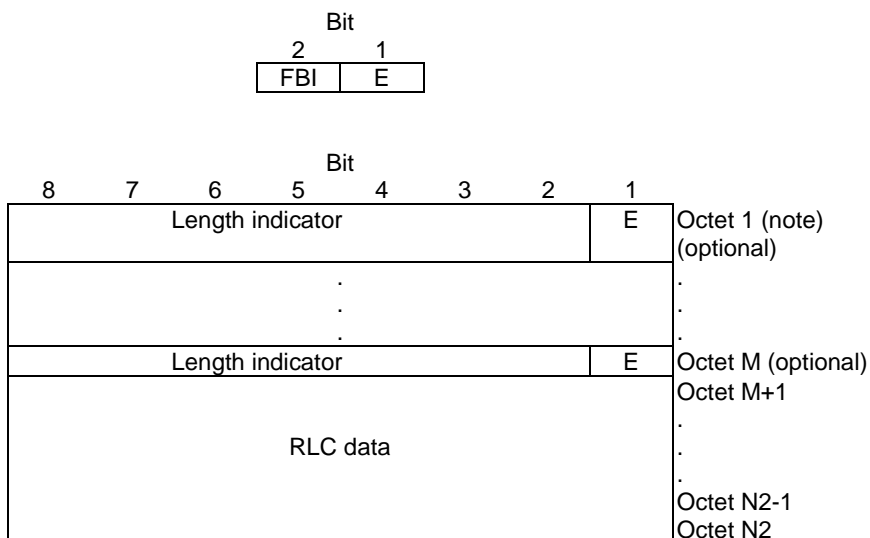 Bit
2 1
FBI E
Bit
8 7 6 5 4 3 2 1
Length indicator E Octet 1 (note)
(optional)
. .
. .
. .
Length indicator E Octet M (optional)
Octet M+1
.
RLC data .
.
Octet N2-1
Octet N2